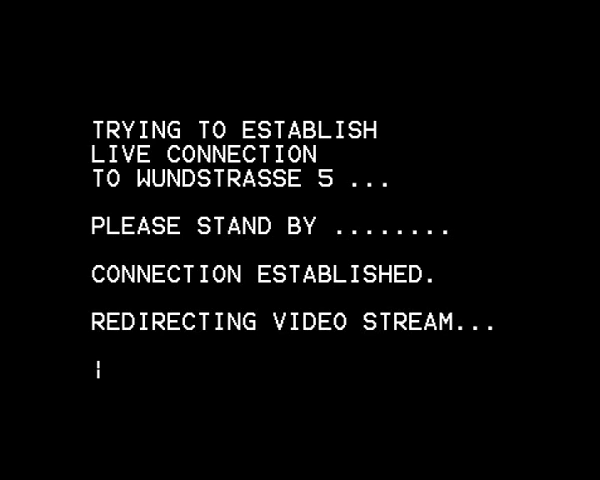 TRYING TO ESTABLISH
LIVE CONNECTION
TO WUNDSTRASSE 5 ...
PLEASE STAND BY ........
CONNECTION ESTABLISHED.
REDIRECTING VIDEO STREAM...